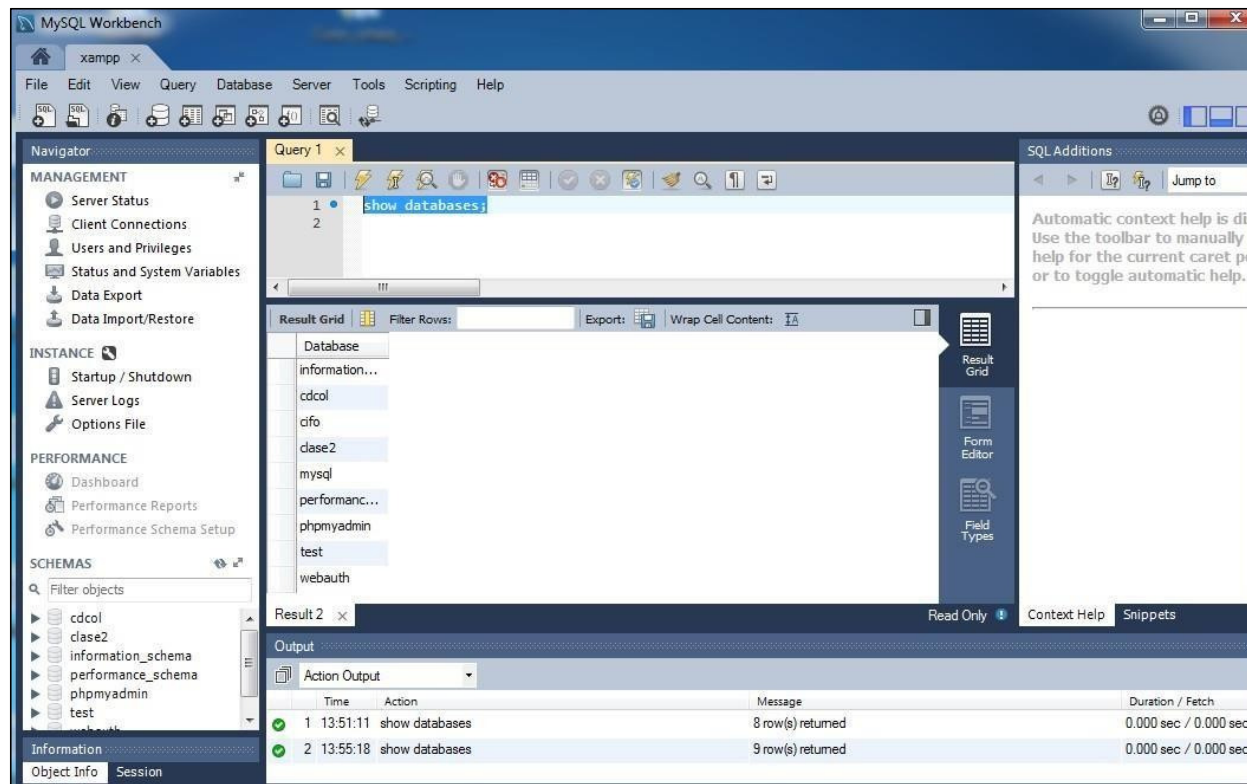 MySQL Workbench
xampp
File Edit View Query Database Server Tools Scripting Help
Navigator
MANAGEMENT
Server Status
Client Connections
Users and Privileges
Status and System Variables
Data Export
Data Import/Restore
INSTANCE
Startup / Shutdown
Server Logs
Options File
PERFORMANCE
Dashboard
Performance Reports
Performance Schema Setup
SCHEMAS
Filter objects
cdcol
clase2
information_schema
performance_schema
phpmyadmin
test
Information
Object Info Session
Query 1
1 show databases;
2
Result Grid Filter Rows: Export: Wrap Cell Content:
Database
information...
cdcol
cifo
clase2
mysql
performanc...
phpmyadmin
test
webauth
Result Grid
Form Editor
Field Types
Result 2 Read Only
SQL Additions
Jump to
Automatic context help is di
Use the toolbar to manually
help for the current caret p
or to toggle automatic help.
Context Help Snippets
Output
Action Output
Time Action Message Duration / Fetch
1 13:51:11 show databases 8 row(s) returned 0.000 sec / 0.000 sec
2 13:55:18 show databases 9 row(s) returned 0.000 sec / 0.000 sec